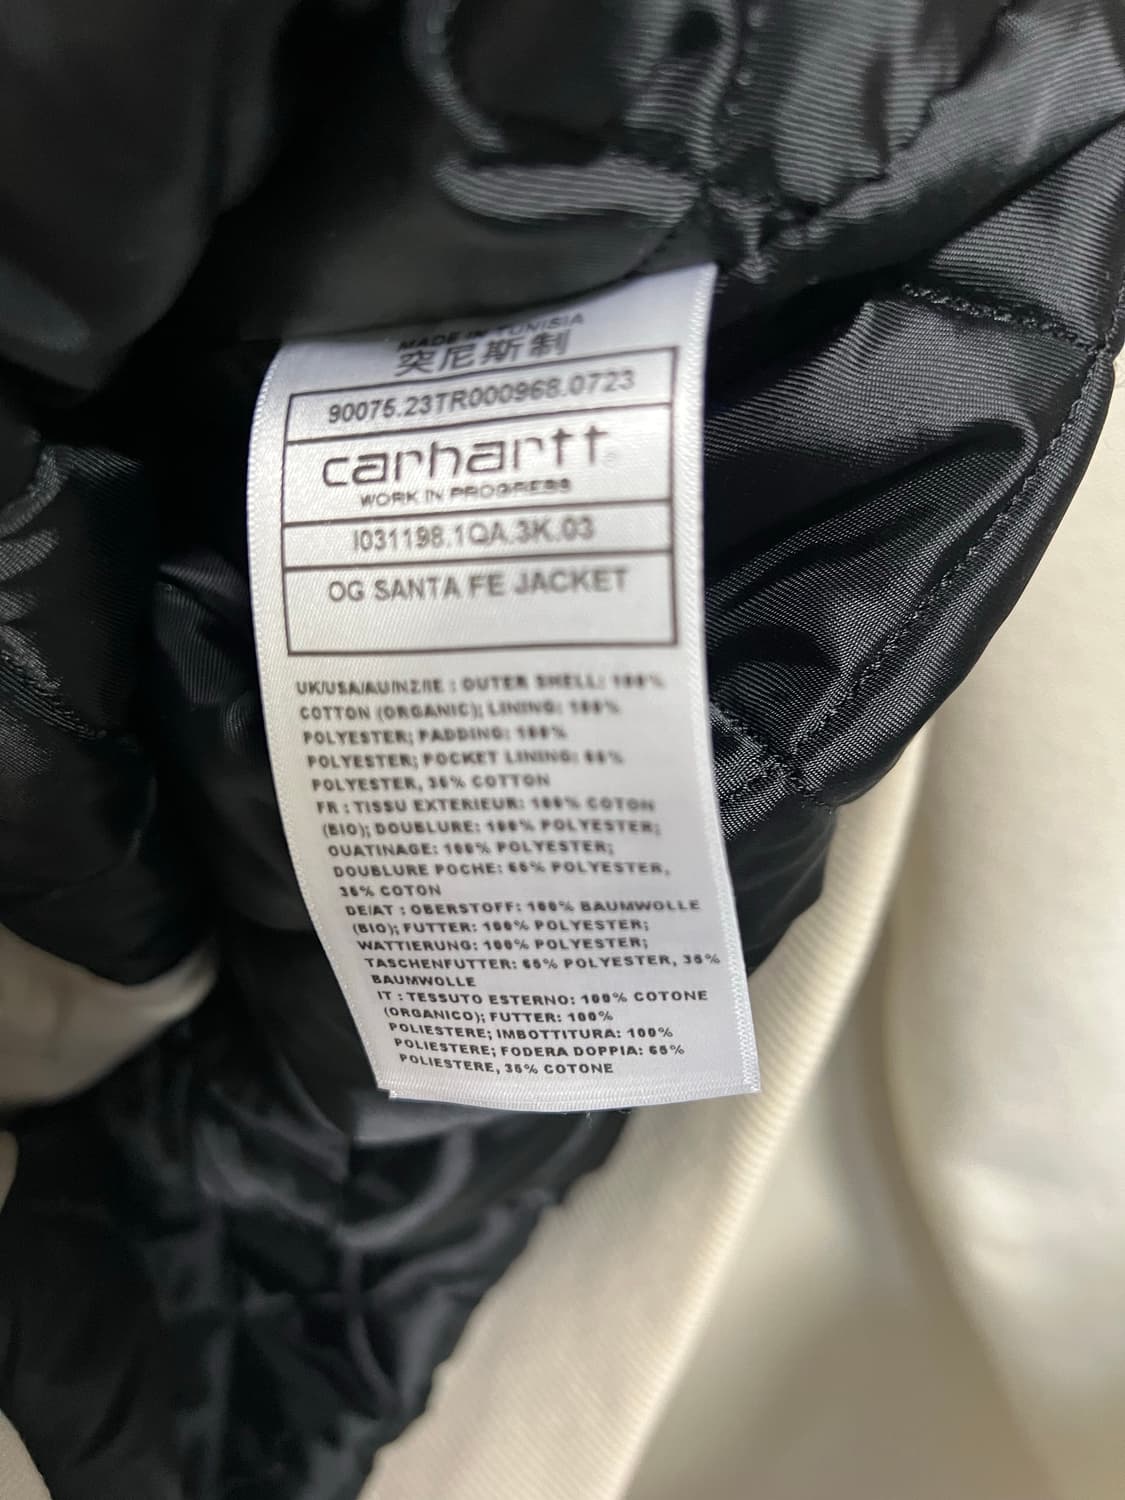 MADE IN TUNISIA
突尼斯制
90075.23TR000968.0723
carhartt
WORK IN PROGRESS
I031198.1QA.3K.03
OG SANTA FE JACKET
UK/USA/AU/NZ/IE : OUTER SHELL: 100%
COTTON (ORGANIC); LINING: 100%
POLYESTER; PADDING: 100%
POLYESTER; POCKET LINING: 65%
POLYESTER, 35% COTTON
FR : TISSU EXTERIEUR: 100% COTON
(BIO); DOUBLURE: 100% POLYESTER;
OUATINAGE: 100% POLYESTER;
DOUBLURE POCHE: 65% POLYESTER,
35% COTON
DE/AT : OBERSTOFF: 100% BAUMWOLLE
(BIO); FUTTER: 100% POLYESTER;
WATTIERUNG: 100% POLYESTER;
TASCHENFUTTER: 65% POLYESTER, 35%
BAUMWOLLE
IT : TESSUTO ESTERNO: 100% COTONE
(ORGANICO); FUTTER: 100%
POLIESTERE; IMBOTTITURA: 100%
POLIESTERE; FODERA DOPPIA: 65%
POLIESTERE, 35% COTONE